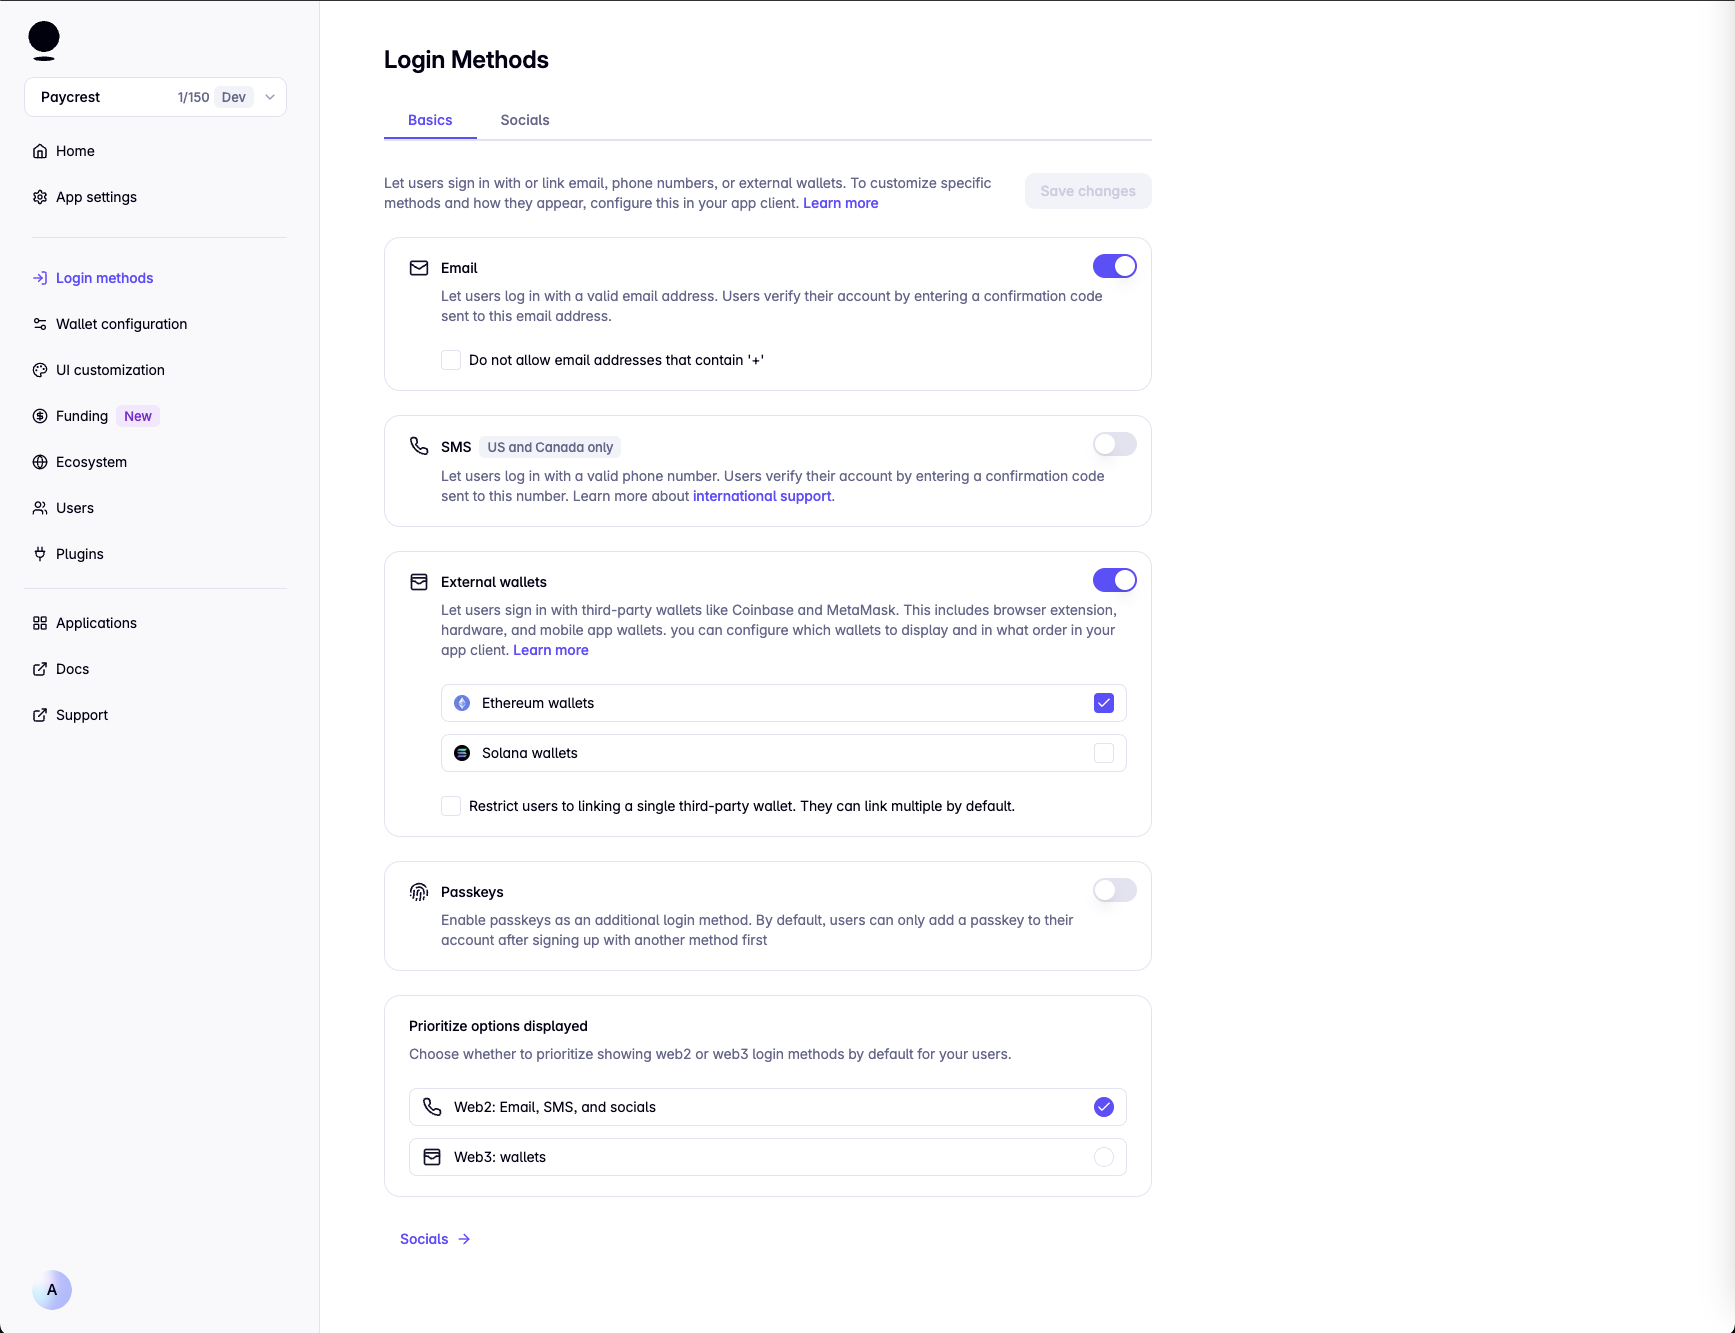 Paycrest 1/150 Dev
Home
App settings
Login methods
Wallet configuration
UI customization
Funding New
Ecosystem
Users
Plugins
Applications
Docs
Support
A
Login Methods
Basics Socials
Let users sign in with or link email, phone numbers, or external wallets. To customize specific
methods and how they appear, configure this in your app client. Learn more
Save changes
Email
Let users log in with a valid email address. Users verify their account by entering a confirmation code
sent to this email address.
Do not allow email addresses that contain '+'
SMS US and Canada only
Let users log in with a valid phone number. Users verify their account by entering a confirmation code
sent to this number. Learn more about international support.
External wallets
Let users sign in with third-party wallets like Coinbase and MetaMask. This includes browser extension,
hardware, and mobile app wallets. you can configure which wallets to display and in what order in your
app client. Learn more
Ethereum wallets
Solana wallets
Restrict users to linking a single third-party wallet. They can link multiple by default.
Passkeys
Enable passkeys as an additional login method. By default, users can only add a passkey to their
account after signing up with another method first
Prioritize options displayed
Choose whether to prioritize showing web2 or web3 login methods by default for your users.
Web2: Email, SMS, and socials
Web3: wallets
Socials